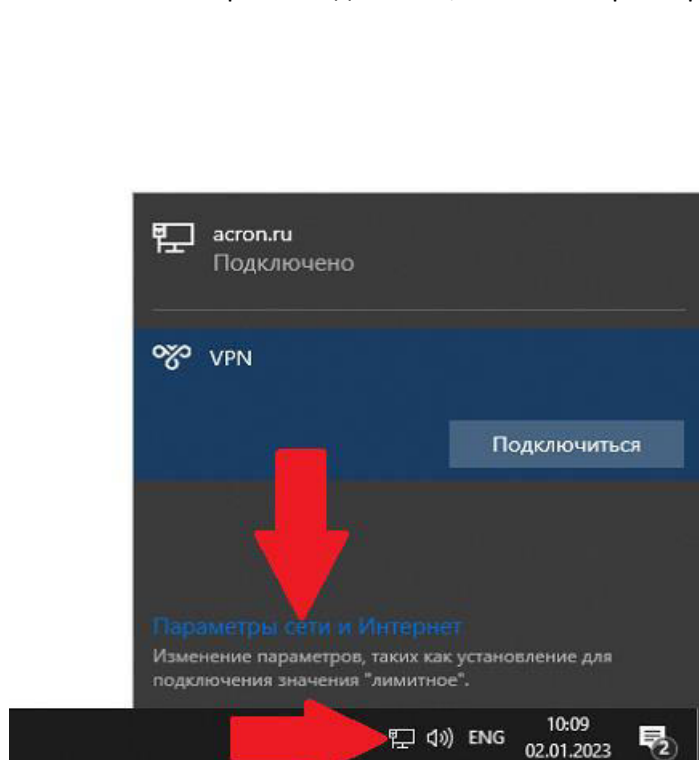 acron.ru
Подключено
VPN
Подключиться
Параметры сети и Интернет
Изменение параметров, таких как установление для
подключения значения "лимитное".
ENG
10:09
02.01.2023
2